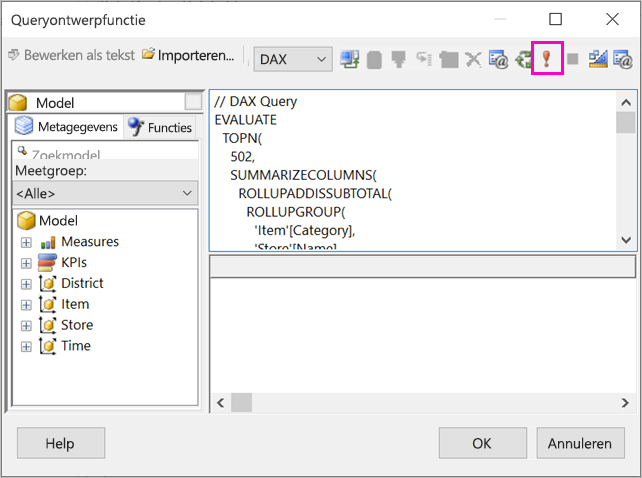 Queryontwerpfunctie
Bewerken als tekst Importeren... DAX
Model
Metagegevens Functies
Zoekmodel
Meetgroep:
<Alle>
Model
Measures
KPIs
District
Item
Store
Time
// DAX Query
EVALUATE
TOPN(
502,
SUMMARIZECOLUMNS(
ROLLUPADDISSUBTOTAL(
ROLLUPGROUP(
'Item'[Category],
'Store'[Name],
Help OK Annuleren